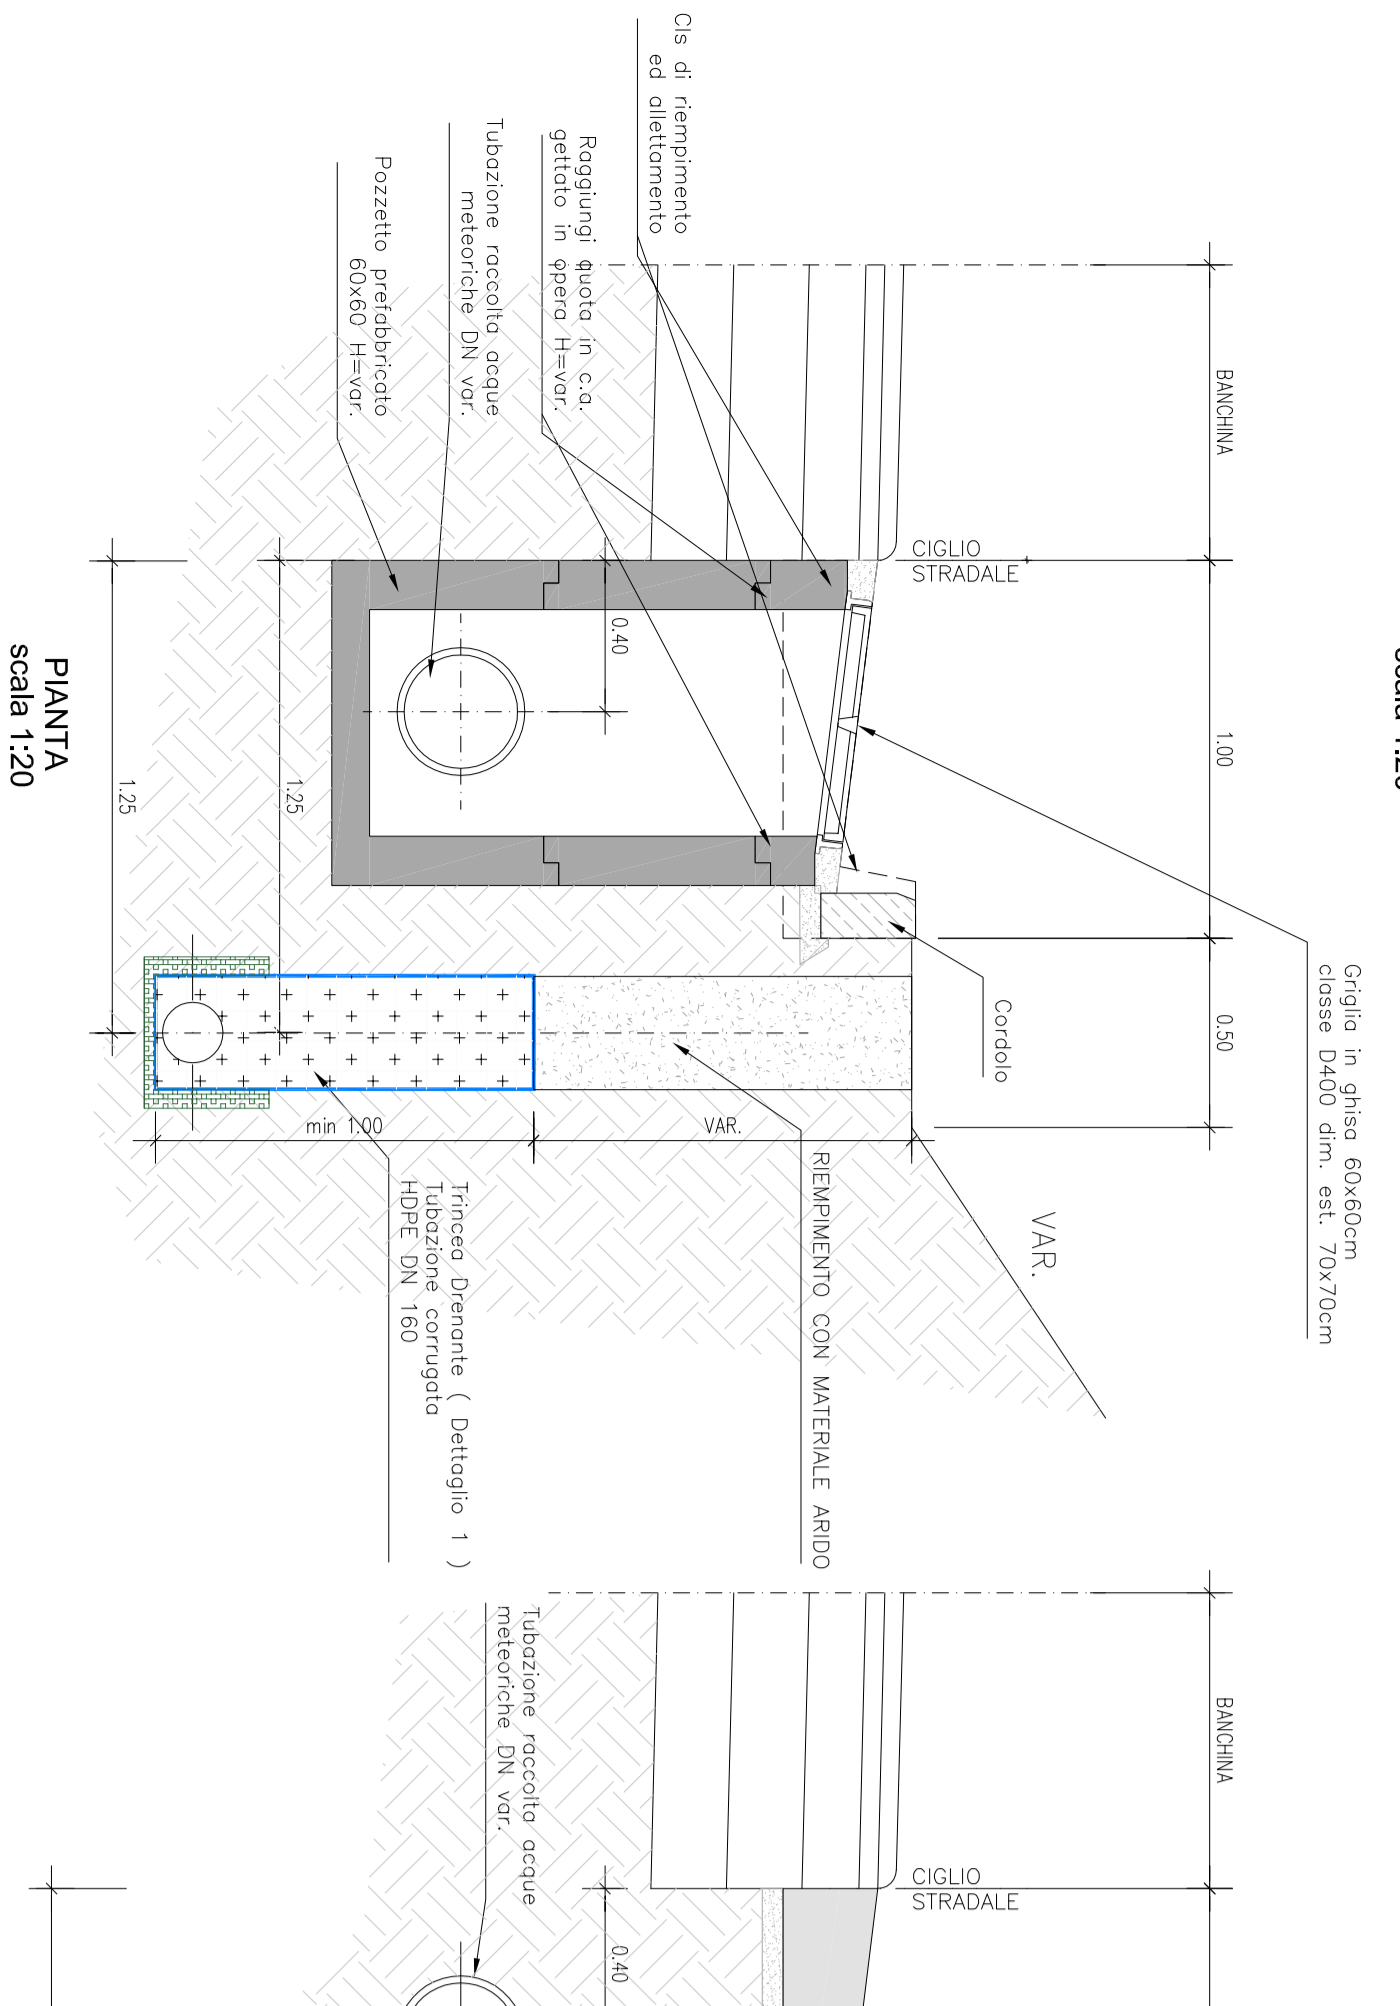 scala 1:20
BANCHINA
1.00
0.50
Griglia in ghisa 60x60cm
classe D400 dim. est. 70x70cm
CIGLIO
STRADALE
Cordolo
VAR.
Cls di riempimento
ed allettamento
Raggiungi quota in c.a.
gettato in opera H=var.
Tubazione raccolta acque
meteoriche DN var.
Pozzetto prefabbricato
60x60 H=var.
0.40
1.25
1.25
min 1.00
VAR.
RIEMPIMENTO CON MATERIALE ARIDO
Trincea Drenante ( Dettaglio 1 )
Tubazione corrugata
HDPE DN 160
PIANTA
scala 1:20
BANCHINA
CIGLIO
STRADALE
Tubazione raccolta acque
meteoriche DN var.
0.40